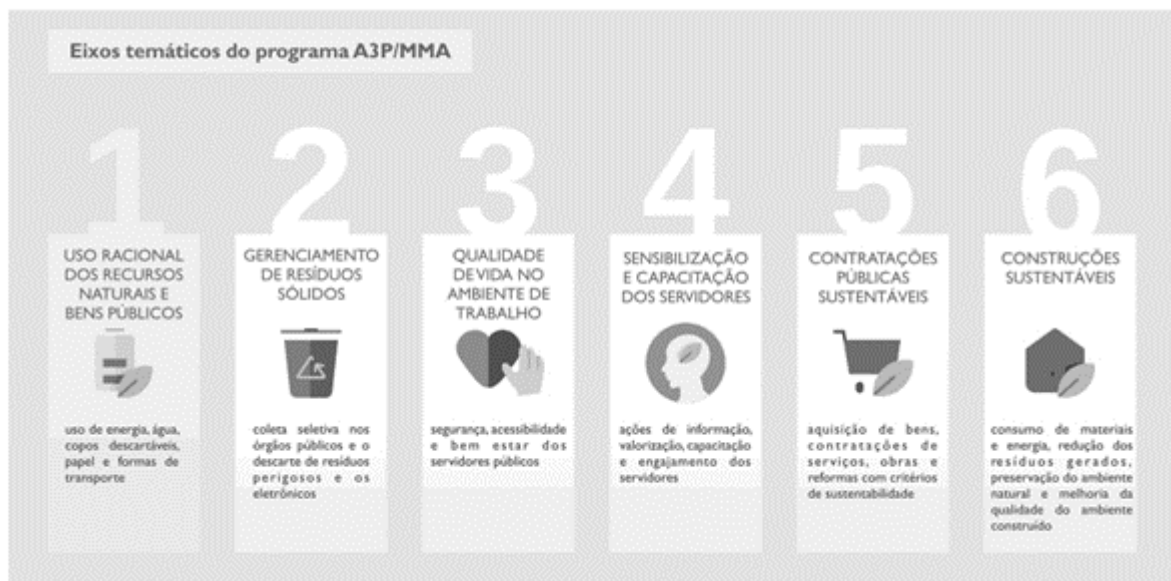 Eixos temáticos do programa A3P/MMA
1
USO RACIONAL
DOS RECURSOS
NATURAIS E
BENS PÚBLICOS
uso de energia, água,
copos descartáveis,
papel e formas de
transporte
2
GERENCIAMENTO
DE RESÍDUOS
SÓLIDOS
coleta seletiva nos
órgãos públicos e o
descarte de resíduos
perigosos e os
eletrônicos
3
QUALIDADE
DE VIDA NO
AMBIENTE DE
TRABALHO
segurança, acessibilidade
e bem estar dos
servidores públicos
4
SENSIBILIZAÇÃO
E CAPACITAÇÃO
DOS SERVIDORES
ações de informação,
valorização, capacitação
e engajamento dos
servidores
5
CONTRATAÇÕES
PÚBLICAS
SUSTENTÁVEIS
aquisição de bens,
contratações de
serviços, obras e
reformas com critérios
de sustentabilidade
6
CONSTRUÇÕES
SUSTENTÁVEIS
consumo de materiais
e energia, redução dos
resíduos gerados,
preservação do ambiente
natural e melhoria da
qualidade do ambiente
construído